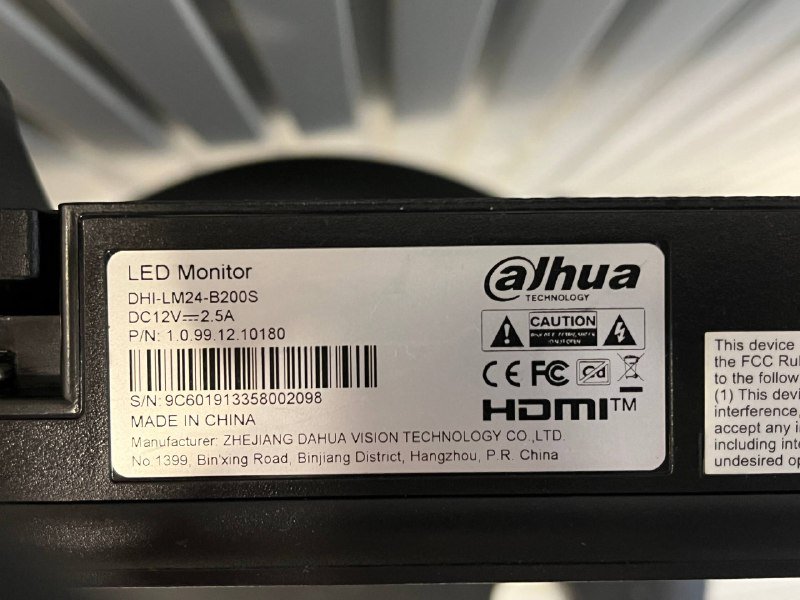 LED Monitor
DHI-LM24-B200S
DC12V⎓2.5A
P/N: 1.0.99.12.10180
S/N: 9C601913358002098
MADE IN CHINA
Manufacturer: ZHEJIANG DAHUA VISION TECHNOLOGY CO.,LTD.
No.1399, Bin'xing Road, Binjiang District, Hangzhou, P.R. China
alhua
TECHNOLOGY
CAUTION
CE FC Cd
HDMI™
This device
the FCC Rul
to the follow
(1) This devi
interference,
accept any i
including inte
undesired op